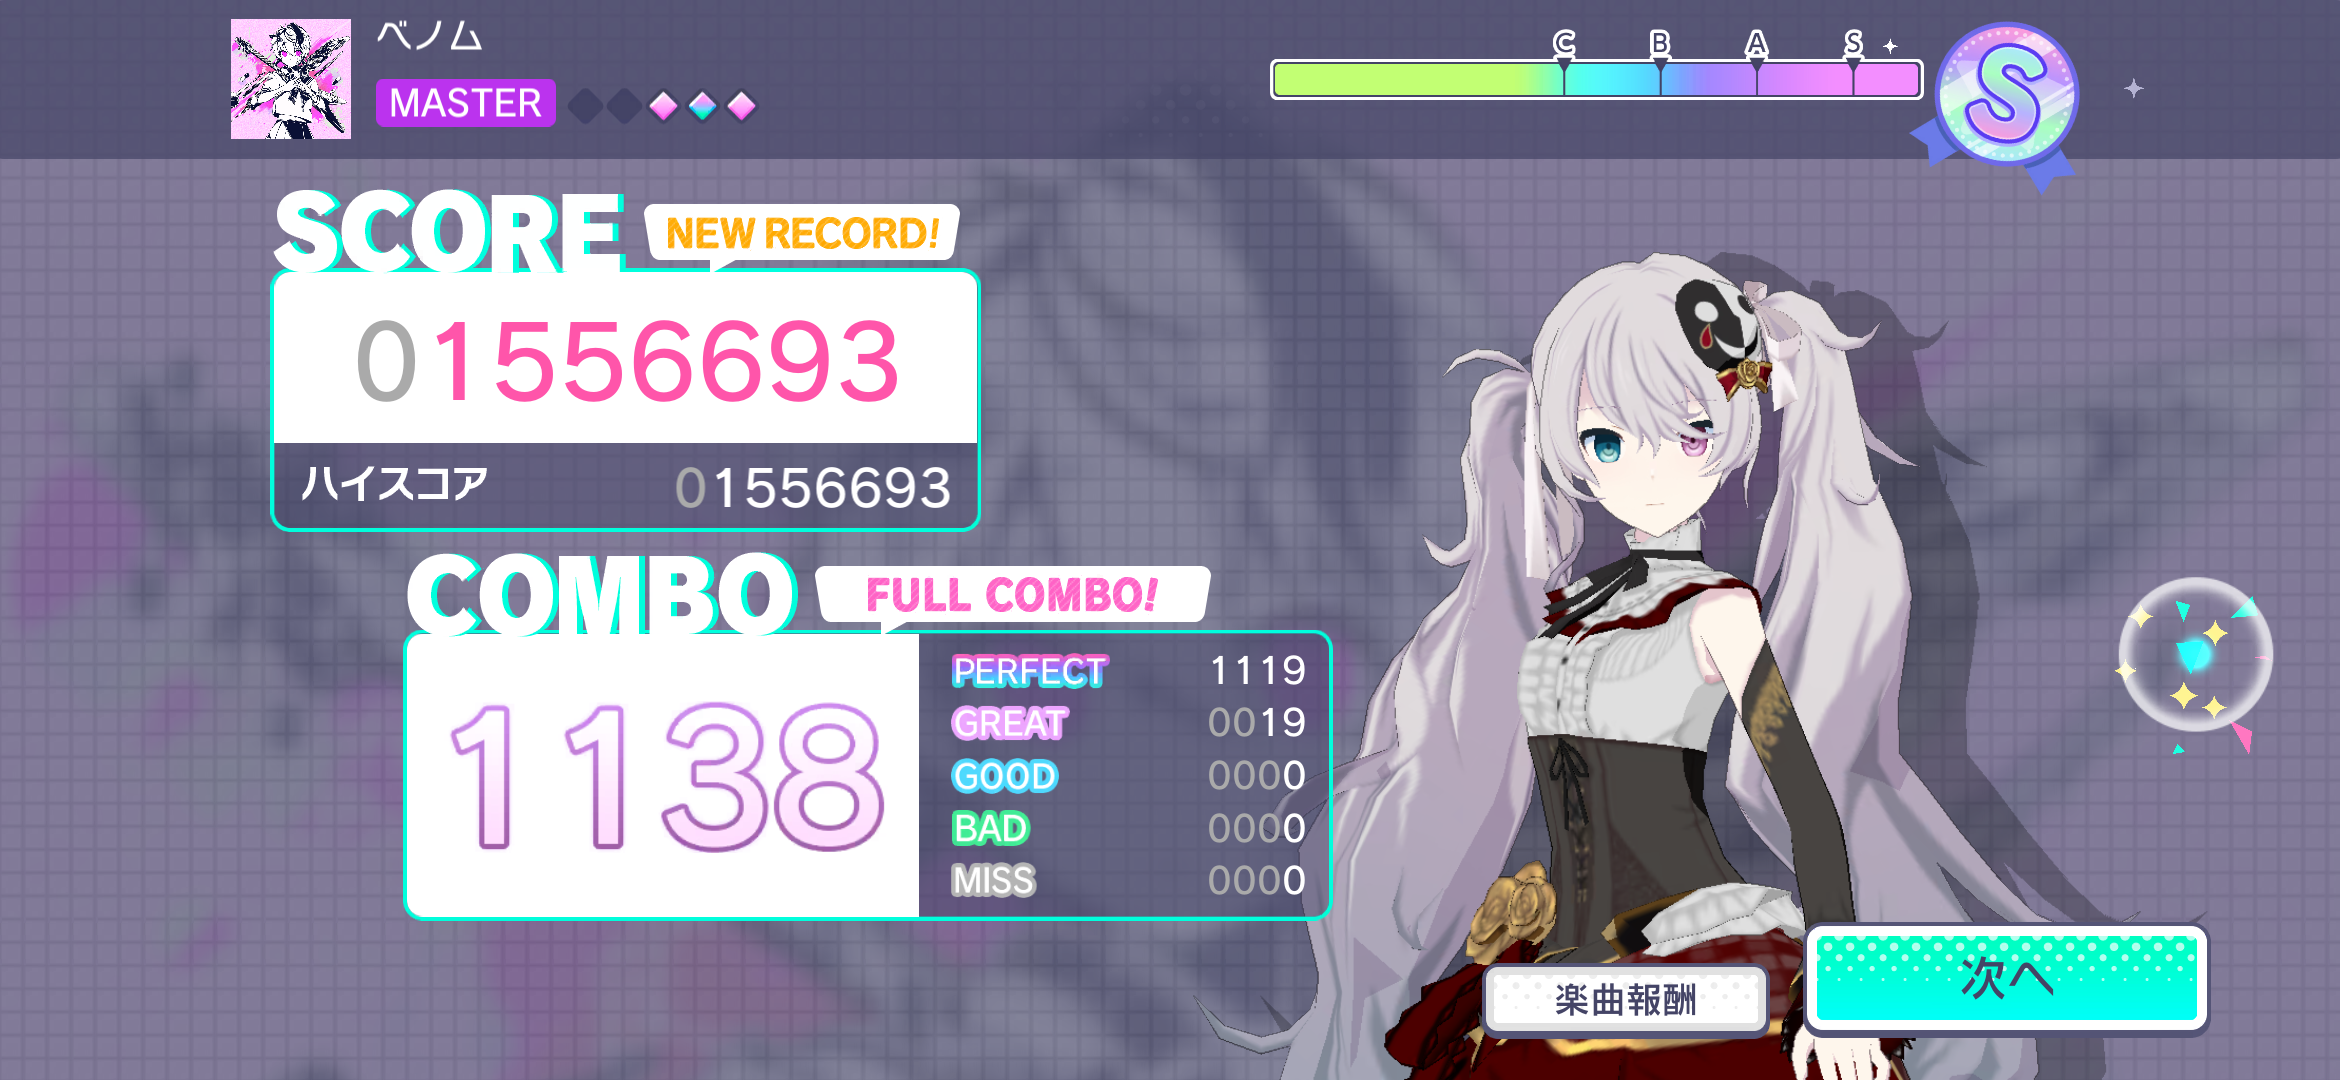 ベノム
MASTER
C B A S
S
SCORE NEW RECORD!
01556693
ハイスコア 01556693
COMBO FULL COMBO!
1138
PERFECT 1119
GREAT 0019
GOOD 0000
BAD 0000
MISS 0000
楽曲報酬
次へ